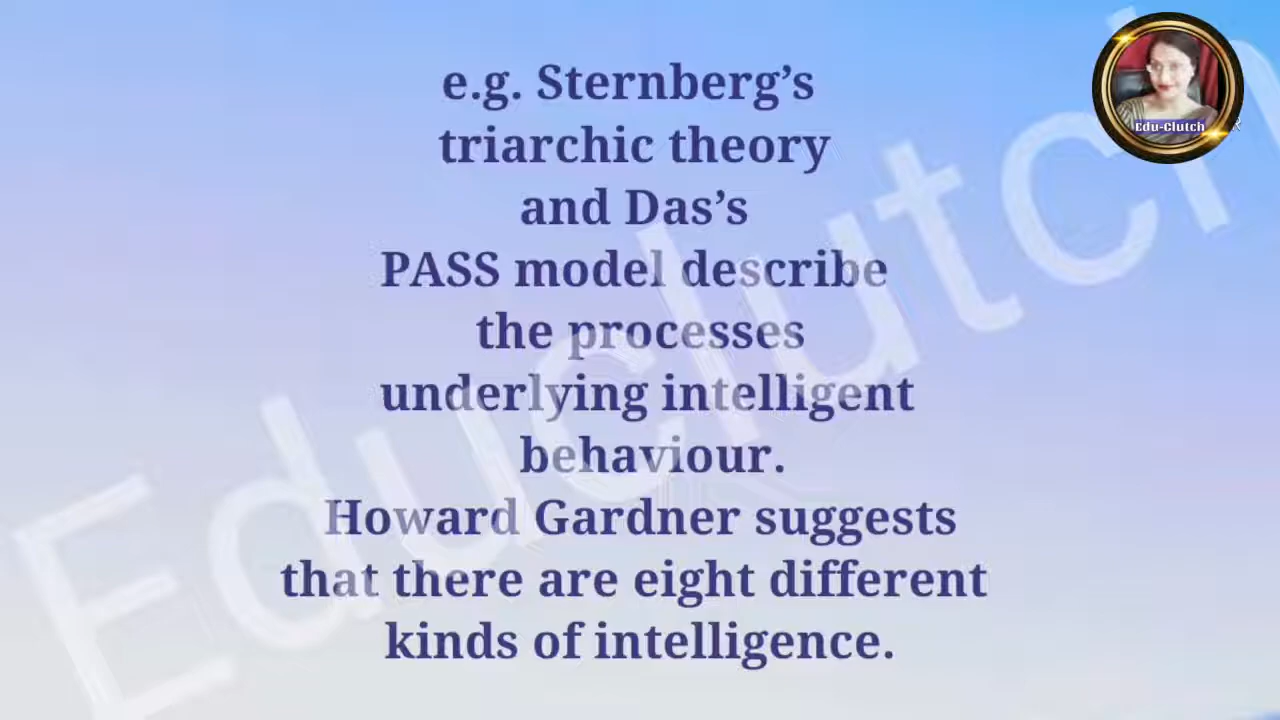 e.g. Sternberg’s
triarchic theory
and Das’s
PASS model describe
the processes
underlying intelligent
behaviour.
Howard Gardner suggests
that there are eight different
kinds of intelligence.
Edu-Clutch
Educlutch